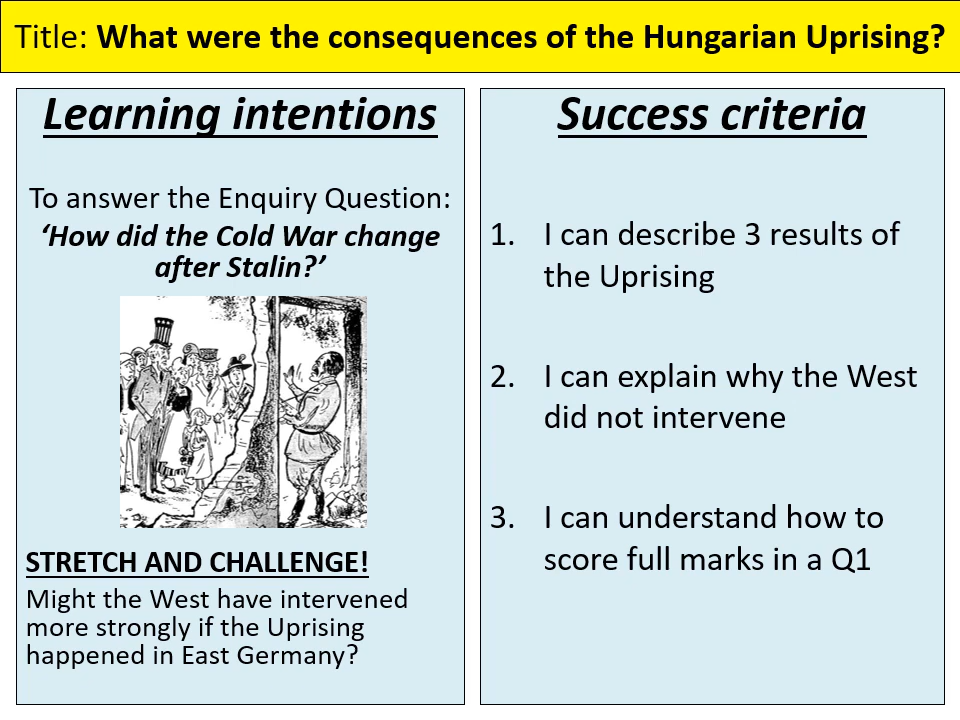 Title: What were the consequences of the Hungarian Uprising?
Learning intentions
To answer the Enquiry Question:
‘How did the Cold War change
after Stalin?’
STRETCH AND CHALLENGE!
Might the West have intervened
more strongly if the Uprising
happened in East Germany?
Success criteria
1. I can describe 3 results of
the Uprising
2. I can explain why the West
did not intervene
3. I can understand how to
score full marks in a Q1